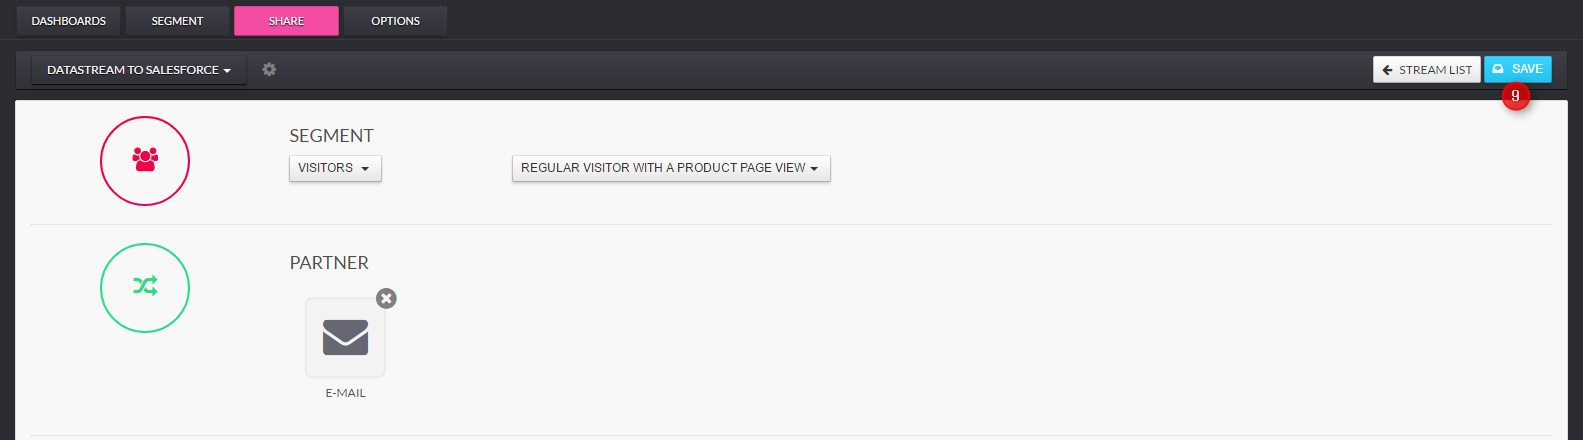 DASHBOARDS SEGMENT SHARE OPTIONS
DATASTREAM TO SALESFORCE STREAM LIST SAVE
9
SEGMENT
VISITORS REGULAR VISITOR WITH A PRODUCT PAGE VIEW
PARTNER
E-MAIL